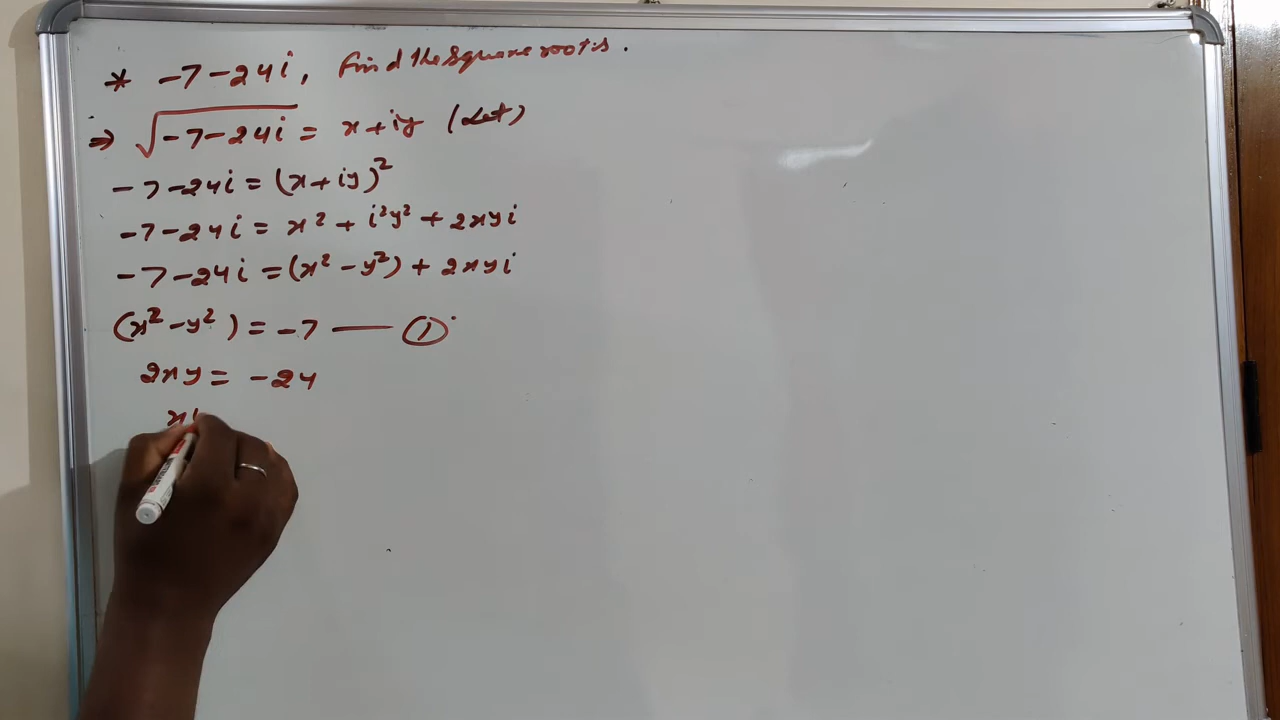 * -7-24i, Find the square roots.
⇒ √-7-24i = x+iy (Let)
-7-24i = (x+iy)²
-7-24i = x² + i²y² + 2xyi
-7-24i = (x² - y²) + 2xyi
(x² - y²) = -7 —— ①
2xy = -24
x